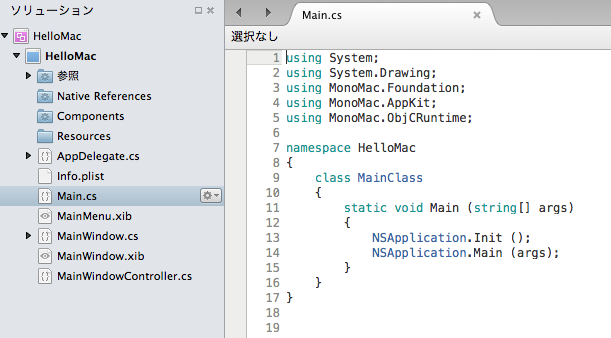 ソリューション
HelloMac
HelloMac
参照
Native References
Components
Resources
AppDelegate.cs
Info.plist
Main.cs
MainMenu.xib
MainWindow.cs
MainWindow.xib
MainWindowController.cs
Main.cs
選択なし
1 using System;
2 using System.Drawing;
3 using MonoMac.Foundation;
4 using MonoMac.AppKit;
5 using MonoMac.ObjCRuntime;
6
7 namespace HelloMac
8 {
9 class MainClass
10 {
11 static void Main (string[] args)
12 {
13 NSApplication.Init ();
14 NSApplication.Main (args);
15 }
16 }
17 }
18
19